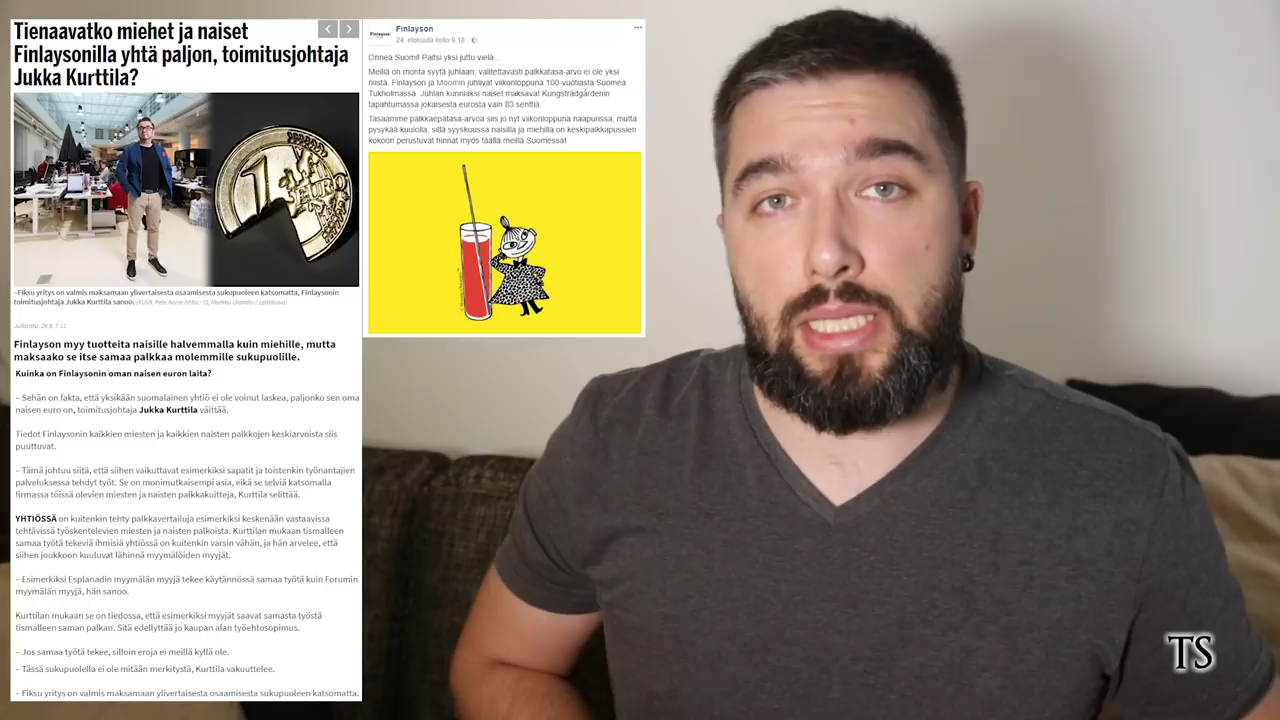 Tienaavatko miehet ja naiset
Finlaysonilla yhtä paljon, toimitusjohtaja
Jukka Kurttila?
–Fiksu yritys on valmis maksamaan ylivertaisesta osaamisesta sukupuoleen katsomatta, Finlaysonin
toimitusjohtaja Jukka Kurttila sanoo. (KUVA: Pete Aarre-Ahtio / IS, Markku Ulander / Lehtikuva)
Julkaistu: 26.8. 7:11
Finlayson myy tuotteita naisille halvemmalla kuin miehille, mutta
maksaako se itse samaa palkkaa molemmille sukupuolille.
Kuinka on Finlaysonin oman naisen euron laita?
– Sehän on fakta, että yksikään suomalainen yhtiö ei ole voinut laskea, paljonko sen oma
naisen euro on, toimitusjohtaja Jukka Kurttila väittää.
Tiedot Finlaysonin kaikkien miesten ja kaikkien naisten palkkojen keskiarvoista siis
puuttuvat.
– Tämä johtuu siitä, että siihen vaikuttavat esimerkiksi sapatit ja toistenkin työnantajien
palveluksessa tehdyt työt. Se on monimutkaisempi asia, eikä se selviä katsomalla
firmassa töissä olevien miesten ja naisten palkkakuitteja, Kurttila selittää.
YHTIÖSSÄ on kuitenkin tehty palkkavertailuja esimerkiksi keskenään vastaavissa
tehtävissä työskentelevien miesten ja naisten palkoista. Kurttilan mukaan tismalleen
samaa työtä tekeviä ihmisiä yhtiössä on kuitenkin varsin vähän, ja hän arvelee, että
siihen joukkoon kuuluvat lähinnä myymälöiden myyjät.
– Esimerkiksi Esplanadin myymälän myyjä tekee käytännössä samaa työtä kuin Forumin
myymälän myyjä, hän sanoo.
Kurttilan mukaan se on tiedossa, että esimerkiksi myyjät saavat samasta työstä
tismalleen saman palkan. Sitä edellyttää jo kaupan alan työehtosopimus.
– Jos samaa työtä tekee, silloin eroja ei meillä kyllä ole.
– Tässä sukupuolella ei ole mitään merkitystä, Kurttila vakuuttelee.
– Fiksu yritys on valmis maksamaan ylivertaisesta osaamisesta sukupuoleen katsomatta.
Finlayson
Finlayson
24. elokuuta kello 9.18
Onnea Suomi! Paitsi yksi juttu vielä...
Meillä on monta syytä juhlaan, valitettavasti palkkatasa-arvo ei ole yksi
niistä. Finlayson ja Moomin juhlivat viikonloppuna 100-vuotiasta Suomea
Tukholmassa. Juhlan kunniaksi naiset maksavat Kungsträdgårdenin
tapahtumassa jokaisesta eurosta vain 83 senttiä.
Tasaamme palkkaepätasa-arvoa siis jo nyt viikonloppuna naapurissa, mutta
pysykää kuulolla, sillä syyskuussa naisilla ja miehillä on keskipalkkapussien
kokoon perustuvat hinnat myös täällä meillä Suomessa!
1 EURO
TS